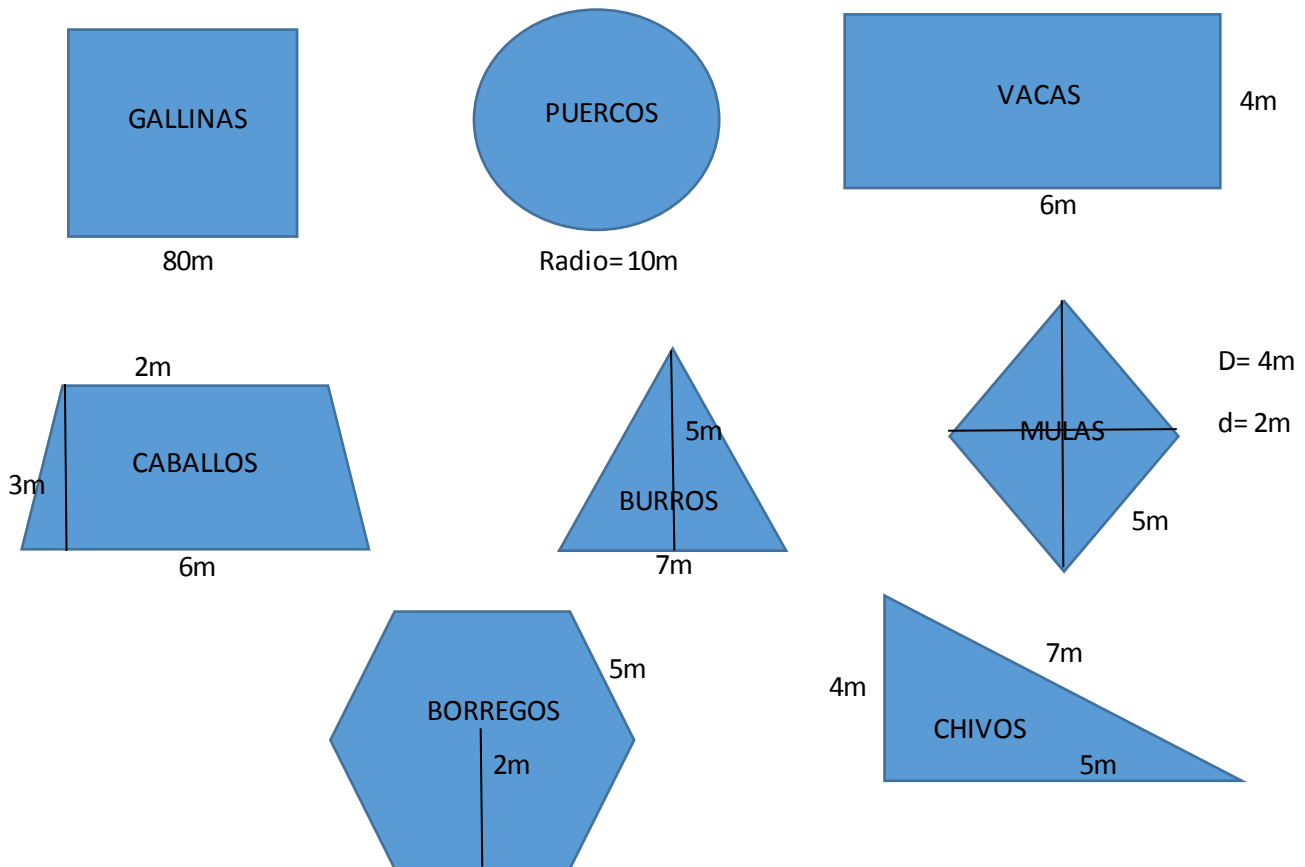 GALLINAS
80m
PUERCOS
Radio= 10m
VACAS
4m
6m
2m
CABALLOS
3m
6m
5m
BURROS
7m
D= 4m
d= 2m
MULAS
5m
BORREGOS
5m
2m
7m
4m
CHIVOS
5m